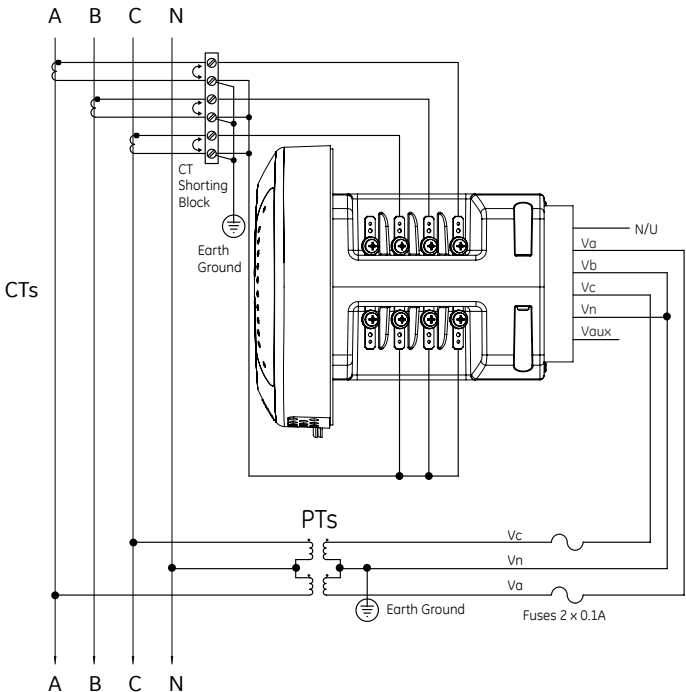 A B C N
CT
Shorting
Block
Earth
Ground
N/U
Va
Vb
CTs
Vc
Vn
Vaux
PTs
Vc
Vn
Va
Earth Ground
Fuses 2 x 0.1A
A B C N